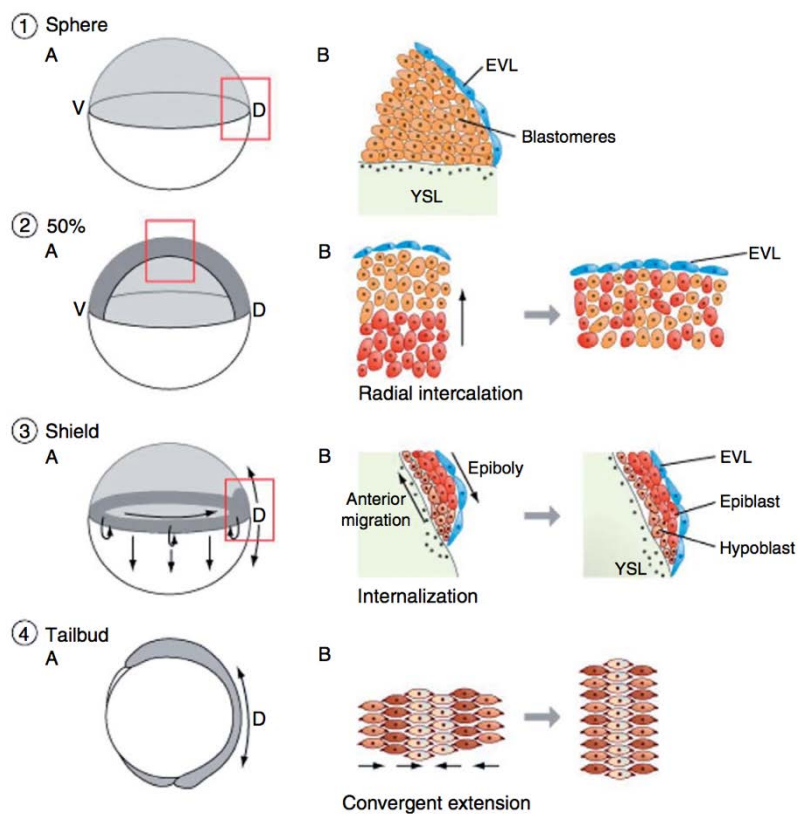 ① Sphere
A
V
D
B
EVL
Blastomeres
YSL
② 50%
A
V
D
B
EVL
Radial intercalation
③ Shield
A
D
B
Epiboly
Anterior
migration
EVL
Epiblast
Hypoblast
YSL
Internalization
④ Tailbud
A
D
B
Convergent extension